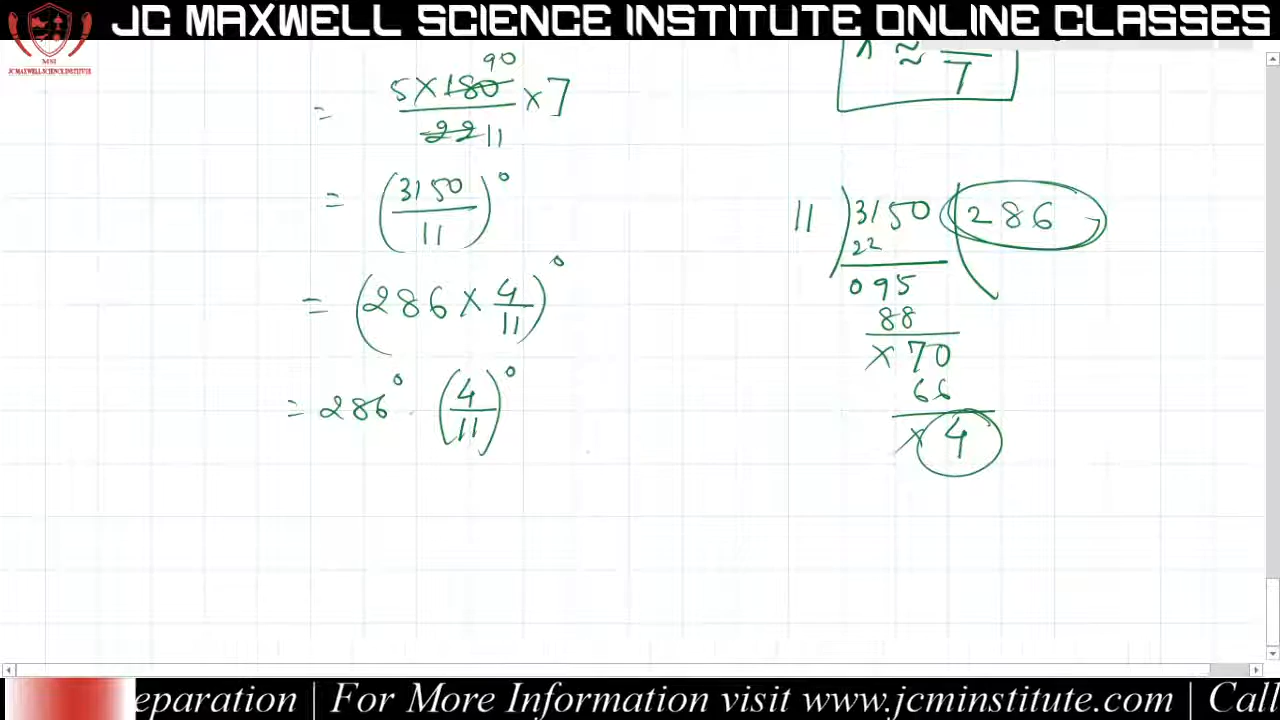 JC MAXWELL SCIENCE INSTITUTE ONLINE CLASSES
MSI
JC MAXWELL SCIENCE INSTITUTE
≈ 7
90
= 5 × 180 / 22 11 × 7
= (3150 / 11)°
11 ) 3150 ( 286
22
095
88
× 70
66
× 4
= (286 × 4/11)°
= 286° (4/11)°
eparation | For More Information visit www.jcminstitute.com | Call